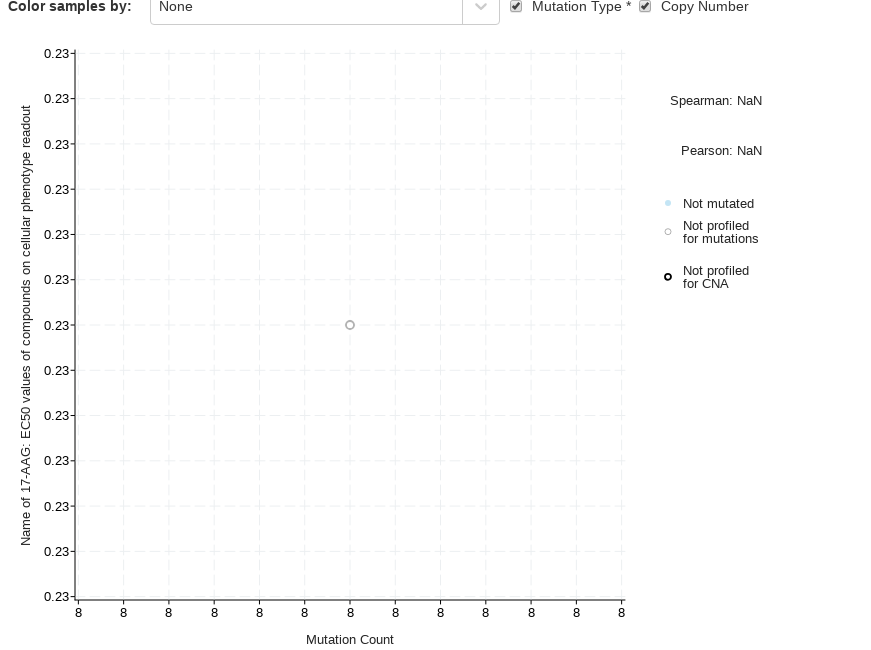 Color samples by: None Mutation Type * Copy Number
0.23
0.23
0.23
0.23
0.23
0.23
0.23
0.23
0.23
0.23
0.23
0.23
0.23
Name of 17-AAG: EC50 values of compounds on cellular phenotype readout
8 8 8 8 8 8 8 8 8 8 8 8 8
Mutation Count
Spearman: NaN
Pearson: NaN
Not mutated
Not profiled
for mutations
Not profiled
for CNA